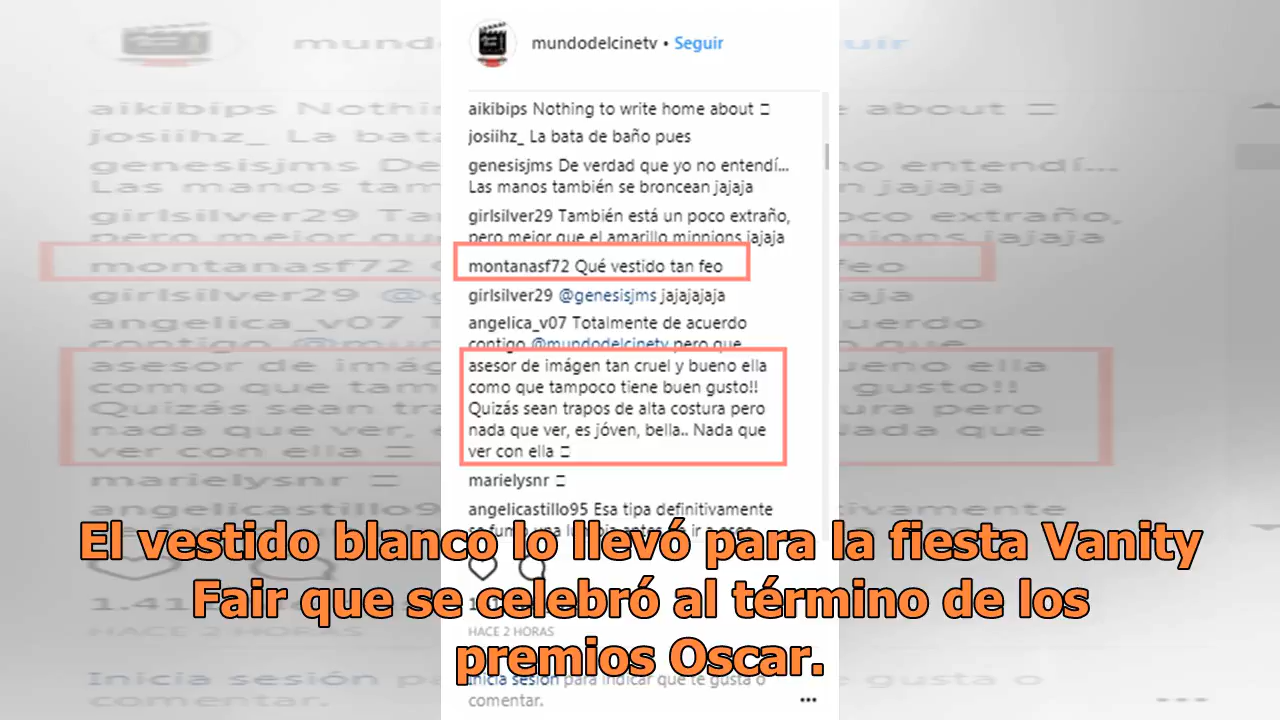 mundodelcinetv • Seguir
aikibips Nothing to write home about
josiihz_ La bata de baño pues
genesisjms De verdad que yo no entendí...
Las manos también se broncean jajaja
girlsilver29 También está un poco extraño,
pero mejor que el amarillo minnions jajaja
montanasf72 Qué vestido tan feo
girlsilver29 @genesisjms jajajajaja
angelica_v07 Totalmente de acuerdo
contigo @mundodelcinetv pero que
asesor de imágen tan cruel y bueno ella
como que tampoco tiene buen gusto!!
Quizás sean trapos de alta costura pero
nada que ver, es jóven, bella.. Nada que
ver con ella
marielysnr
angelicastillo95 Esa tipa definitivamente
El vestido blanco lo llevó para la fiesta Vanity
Fair que se celebró al término de los
HACE 2 HORAS
premios Oscar.
Inicia sesión para indicar que te gusta o
comentar.